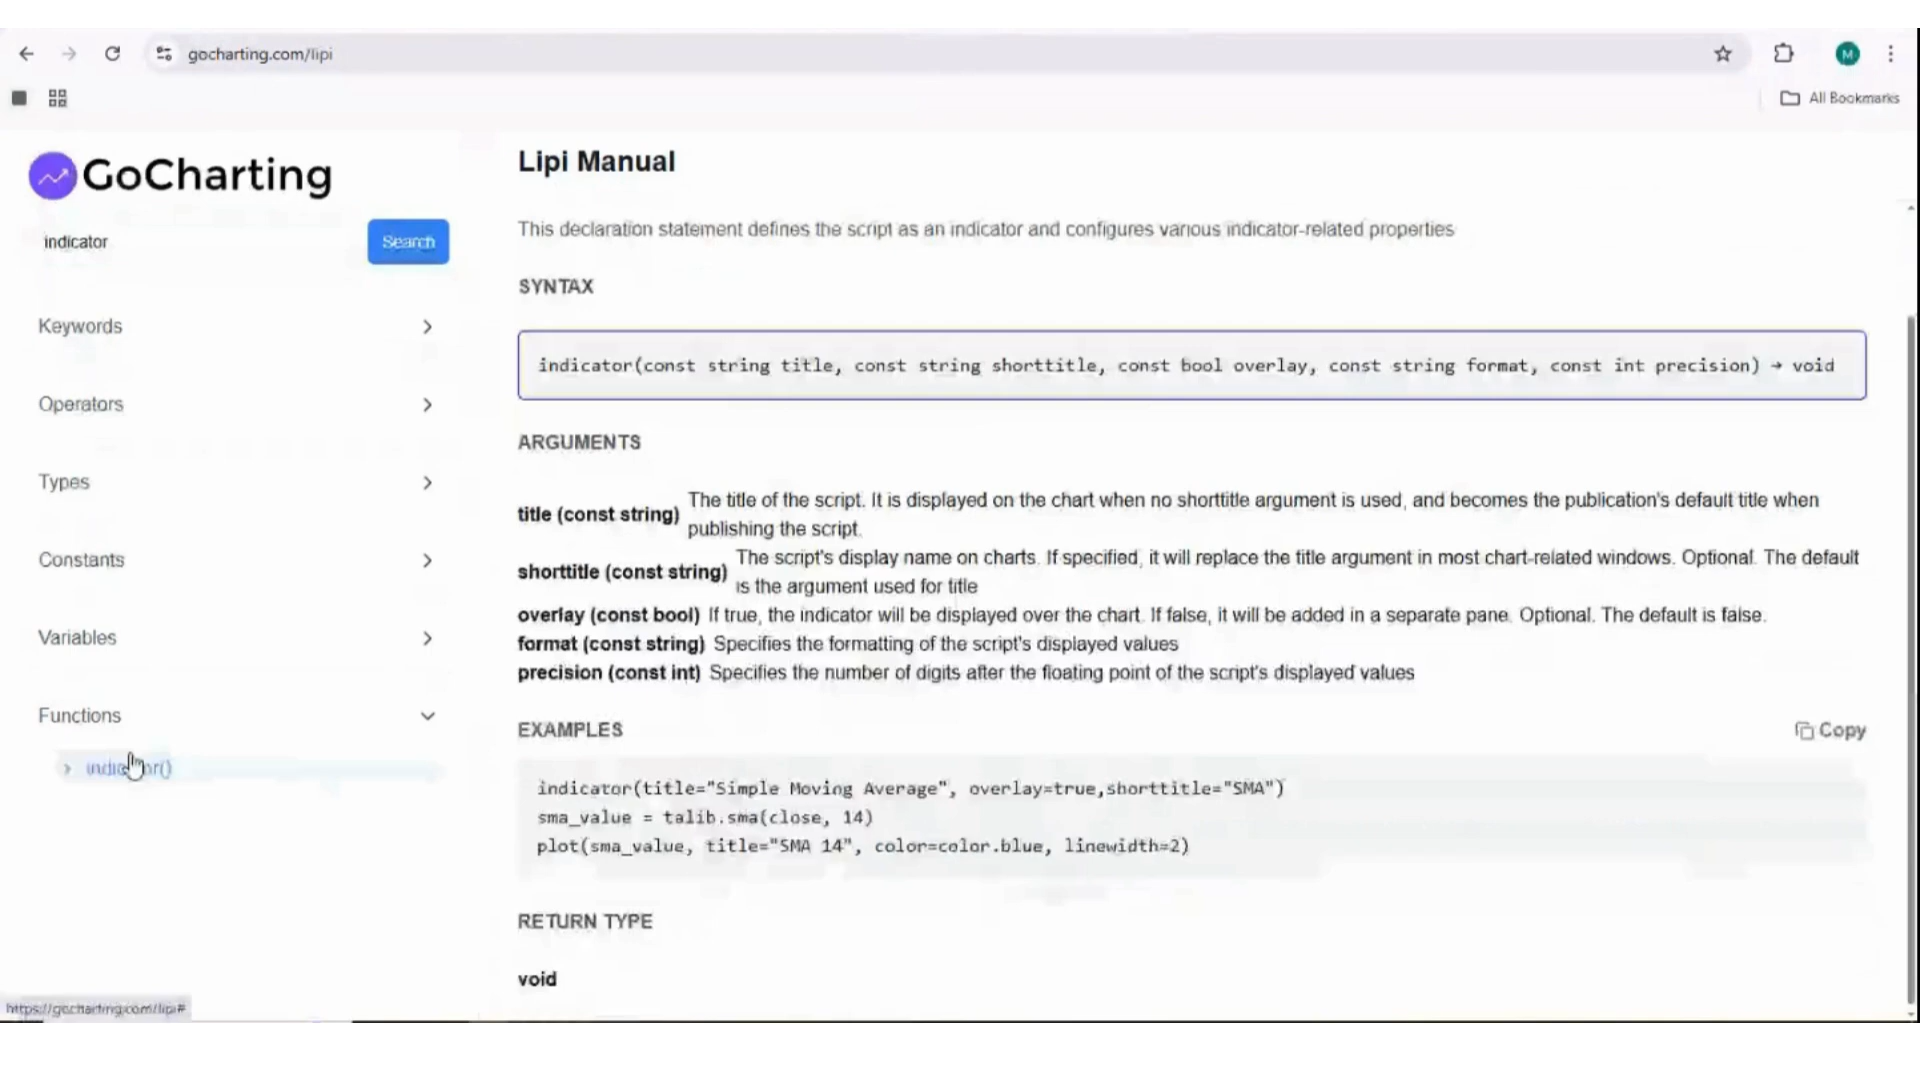 gocharting.com/lipi
M
All Bookmarks
GoCharting
indicator
Search
Keywords
Operators
Types
Constants
Variables
Functions
indicator()
https://gocharting.com/lipi#
Lipi Manual
This declaration statement defines the script as an indicator and configures various indicator-related properties
SYNTAX
indicator(const string title, const string shorttitle, const bool overlay, const string format, const int precision) → void
ARGUMENTS
title (const string) The title of the script. It is displayed on the chart when no shorttitle argument is used, and becomes the publication's default title when
publishing the script.
shorttitle (const string) The script's display name on charts. If specified, it will replace the title argument in most chart-related windows. Optional. The default
is the argument used for title
overlay (const bool) If true, the indicator will be displayed over the chart. If false, it will be added in a separate pane. Optional. The default is false.
format (const string) Specifies the formatting of the script's displayed values
precision (const int) Specifies the number of digits after the floating point of the script's displayed values
EXAMPLES
Copy
indicator(title="Simple Moving Average", overlay=true,shorttitle="SMA")
sma_value = talib.sma(close, 14)
plot(sma_value, title="SMA 14", color=color.blue, linewidth=2)
RETURN TYPE
void